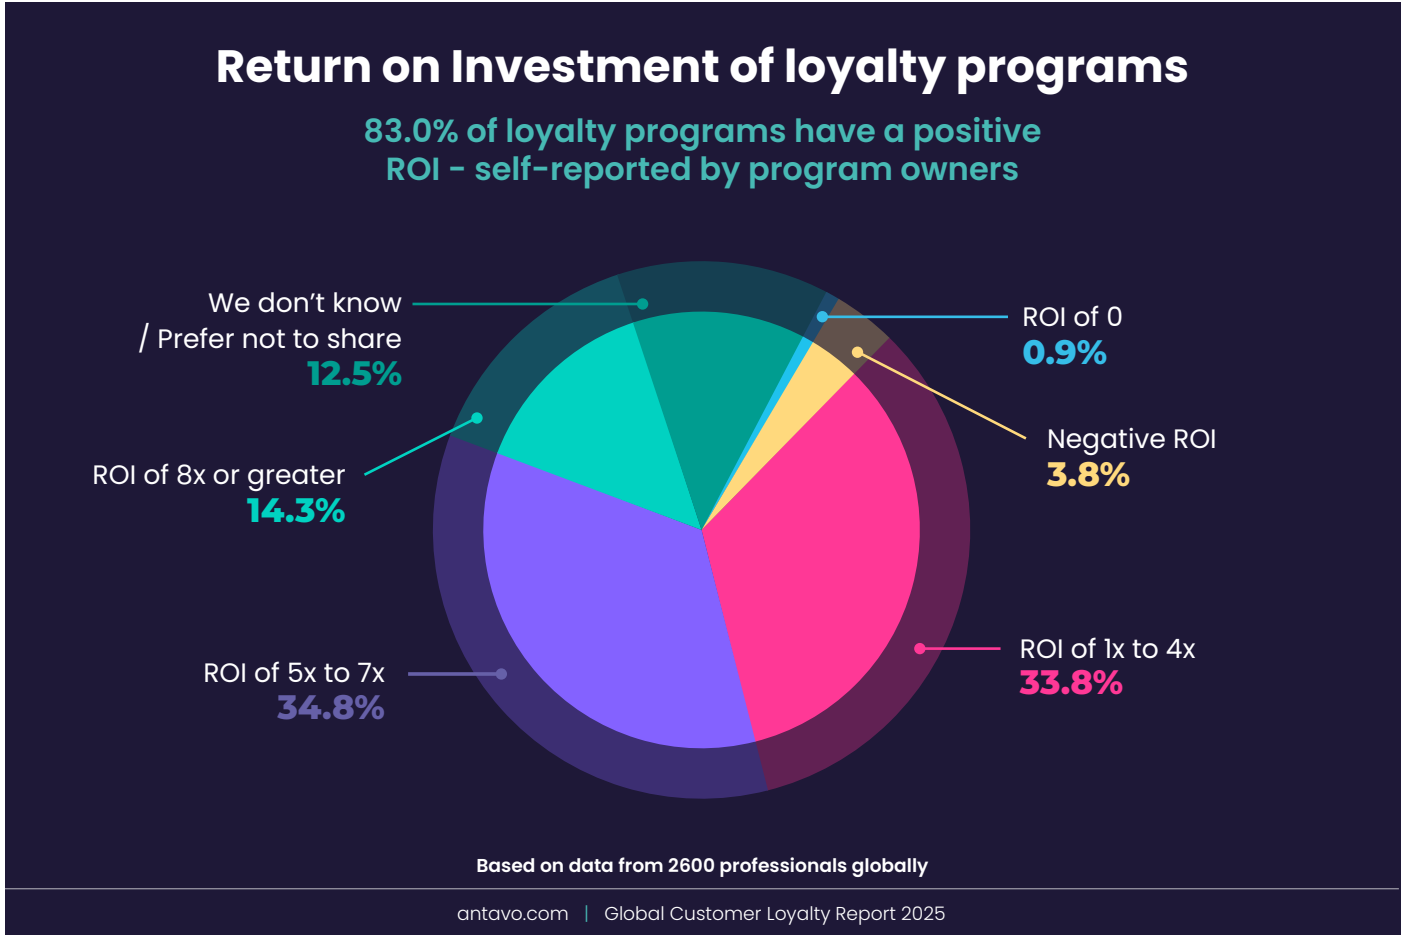 Return on Investment of loyalty programs
83.0% of loyalty programs have a positive
ROI - self-reported by program owners
We don't know
/ Prefer not to share
12.5%
ROI of 0
0.9%
Negative ROI
3.8%
ROI of 8x or greater
14.3%
ROI of 5x to 7x
34.8%
ROI of 1x to 4x
33.8%
Based on data from 2600 professionals globally
antavo.com | Global Customer Loyalty Report 2025